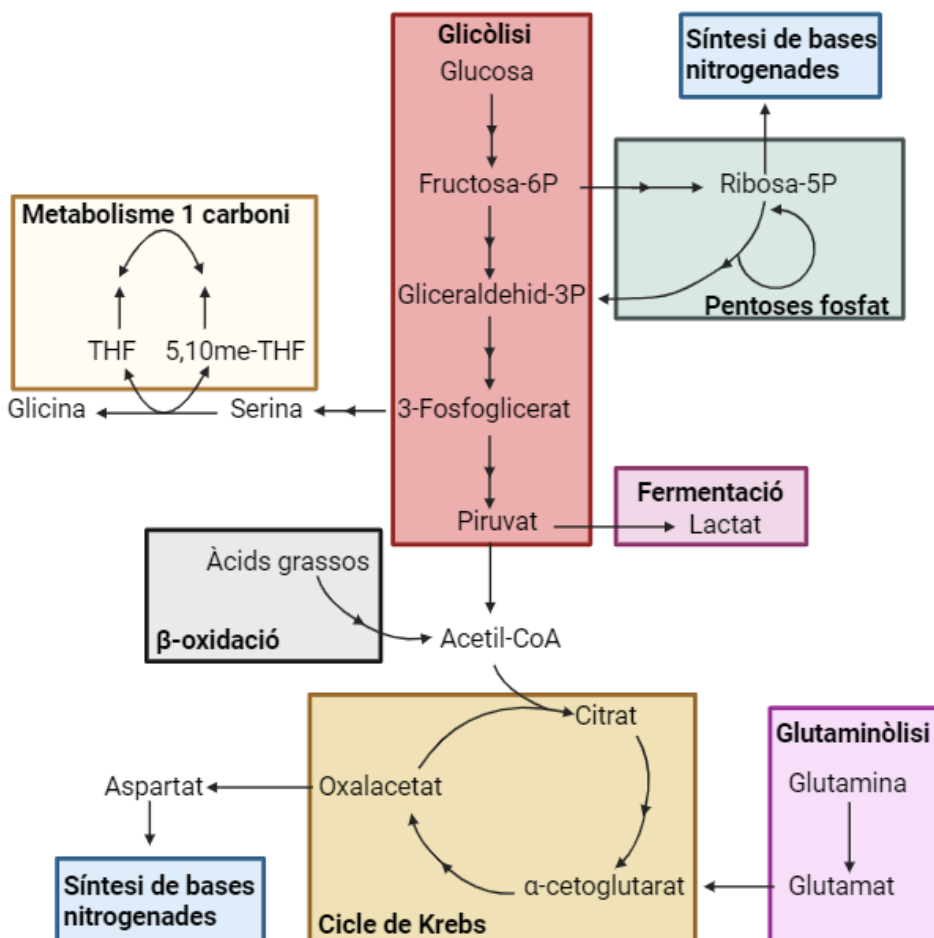 Glicòlisi
Glucosa
Síntesi de bases
nitrogenades
Fructosa-6P
Ribosa-5P
Metabolisme 1 carboni
Gliceraldehid-3P
Pentoses fosfat
THF
5,10me-THF
Glicina
Serina
3-Fosfoglicerat
Fermentació
Piruvat
Lactat
Àcids grassos
β-oxidació
Acetil-CoA
Citrat
Glutaminòlisi
Aspartat
Oxalacetat
Glutamina
Síntesi de bases
nitrogenades
α-cetoglutarat
Glutamat
Cicle de Krebs